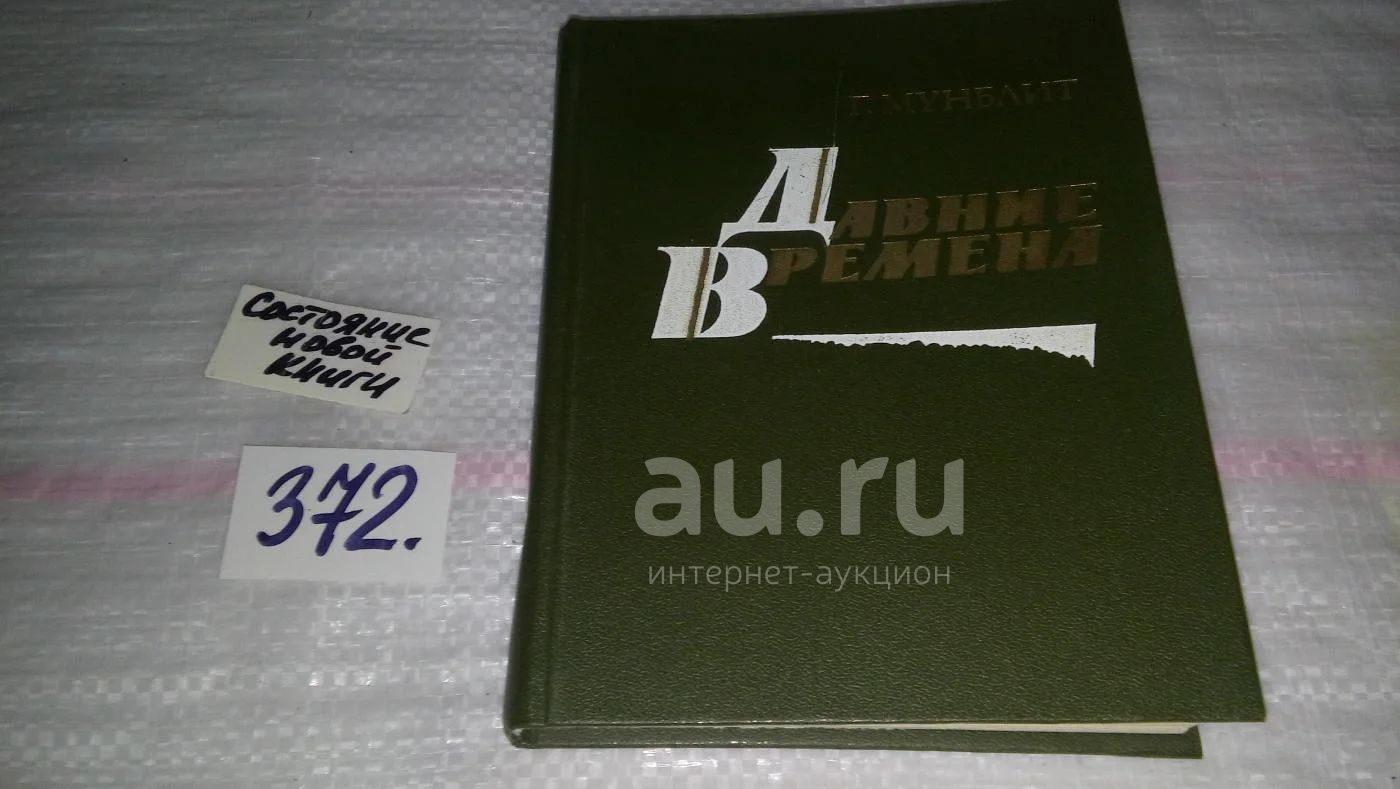 Г. МУНБЛИТ
ДАВНИЕ
ВРЕМЕНА
Состояние
новой
книги
372.
au.ru
интернет-аукцион